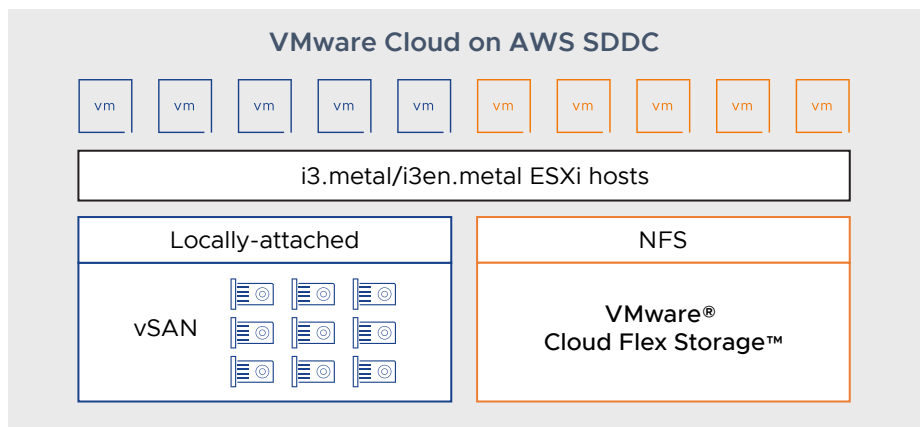 VMware Cloud on AWS SDDC
vm vm vm vm vm vm vm vm vm vm
i3.metal/i3en.metal ESXi hosts
Locally-attached
NFS
vSAN
VMware®
Cloud Flex Storage™